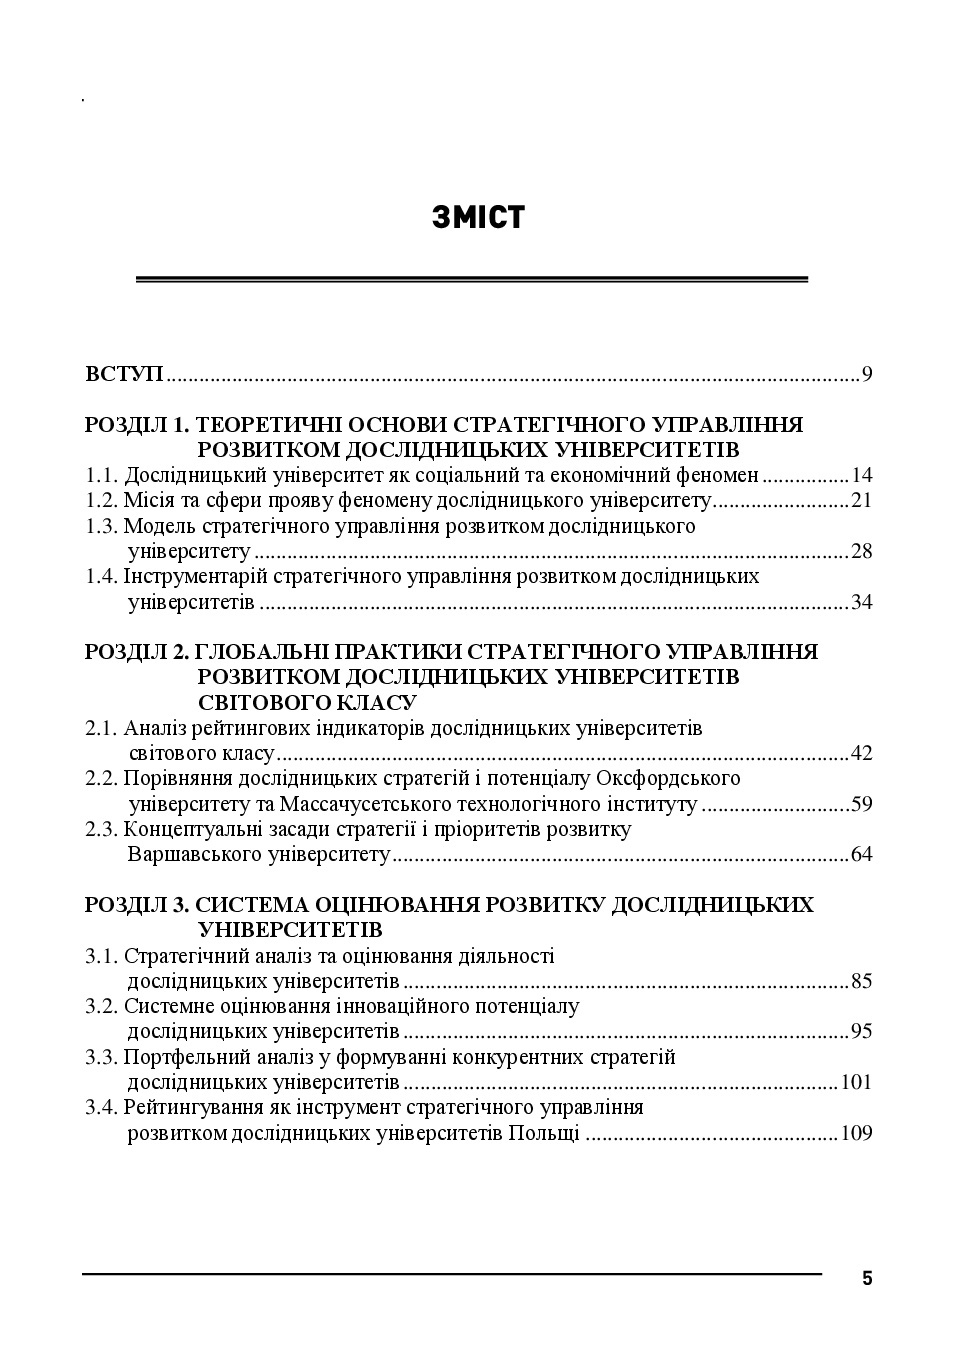 .
ЗМІСТ
ВСТУП........................................................................................................................9
РОЗДІЛ 1. ТЕОРЕТИЧНІ ОСНОВИ СТРАТЕГІЧНОГО УПРАВЛІННЯ
РОЗВИТКОМ ДОСЛІДНИЦЬКИХ УНІВЕРСИТЕТІВ
1.1. Дослідницький університет як соціальний та економічний феномен................14
1.2. Місія та сфери прояву феномену дослідницького університету.........................21
1.3. Модель стратегічного управління розвитком дослідницького
університету............................................................................................................28
1.4. Інструментарій стратегічного управління розвитком дослідницьких
університетів...........................................................................................................34
РОЗДІЛ 2. ГЛОБАЛЬНІ ПРАКТИКИ СТРАТЕГІЧНОГО УПРАВЛІННЯ
РОЗВИТКОМ ДОСЛІДНИЦЬКИХ УНІВЕРСИТЕТІВ
СВІТОВОГО КЛАСУ
2.1. Аналіз рейтингових індикаторів дослідницьких університетів
світового класу........................................................................................................42
2.2. Порівняння дослідницьких стратегій і потенціалу Оксфордського
університету та Массачусетського технологічного інституту...........................59
2.3. Концептуальні засади стратегії і пріоритетів розвитку
Варшавського університету...................................................................................64
РОЗДІЛ 3. СИСТЕМА ОЦІНЮВАННЯ РОЗВИТКУ ДОСЛІДНИЦЬКИХ
УНІВЕРСИТЕТІВ
3.1. Стратегічний аналіз та оцінювання діяльності
дослідницьких університетів.................................................................................85
3.2. Системне оцінювання інноваційного потенціалу
дослідницьких університетів.................................................................................95
3.3. Портфельний аналіз у формуванні конкурентних стратегій
дослідницьких університетів...............................................................................101
3.4. Рейтингування як інструмент стратегічного управління
розвитком дослідницьких університетів Польщі..............................................109
5